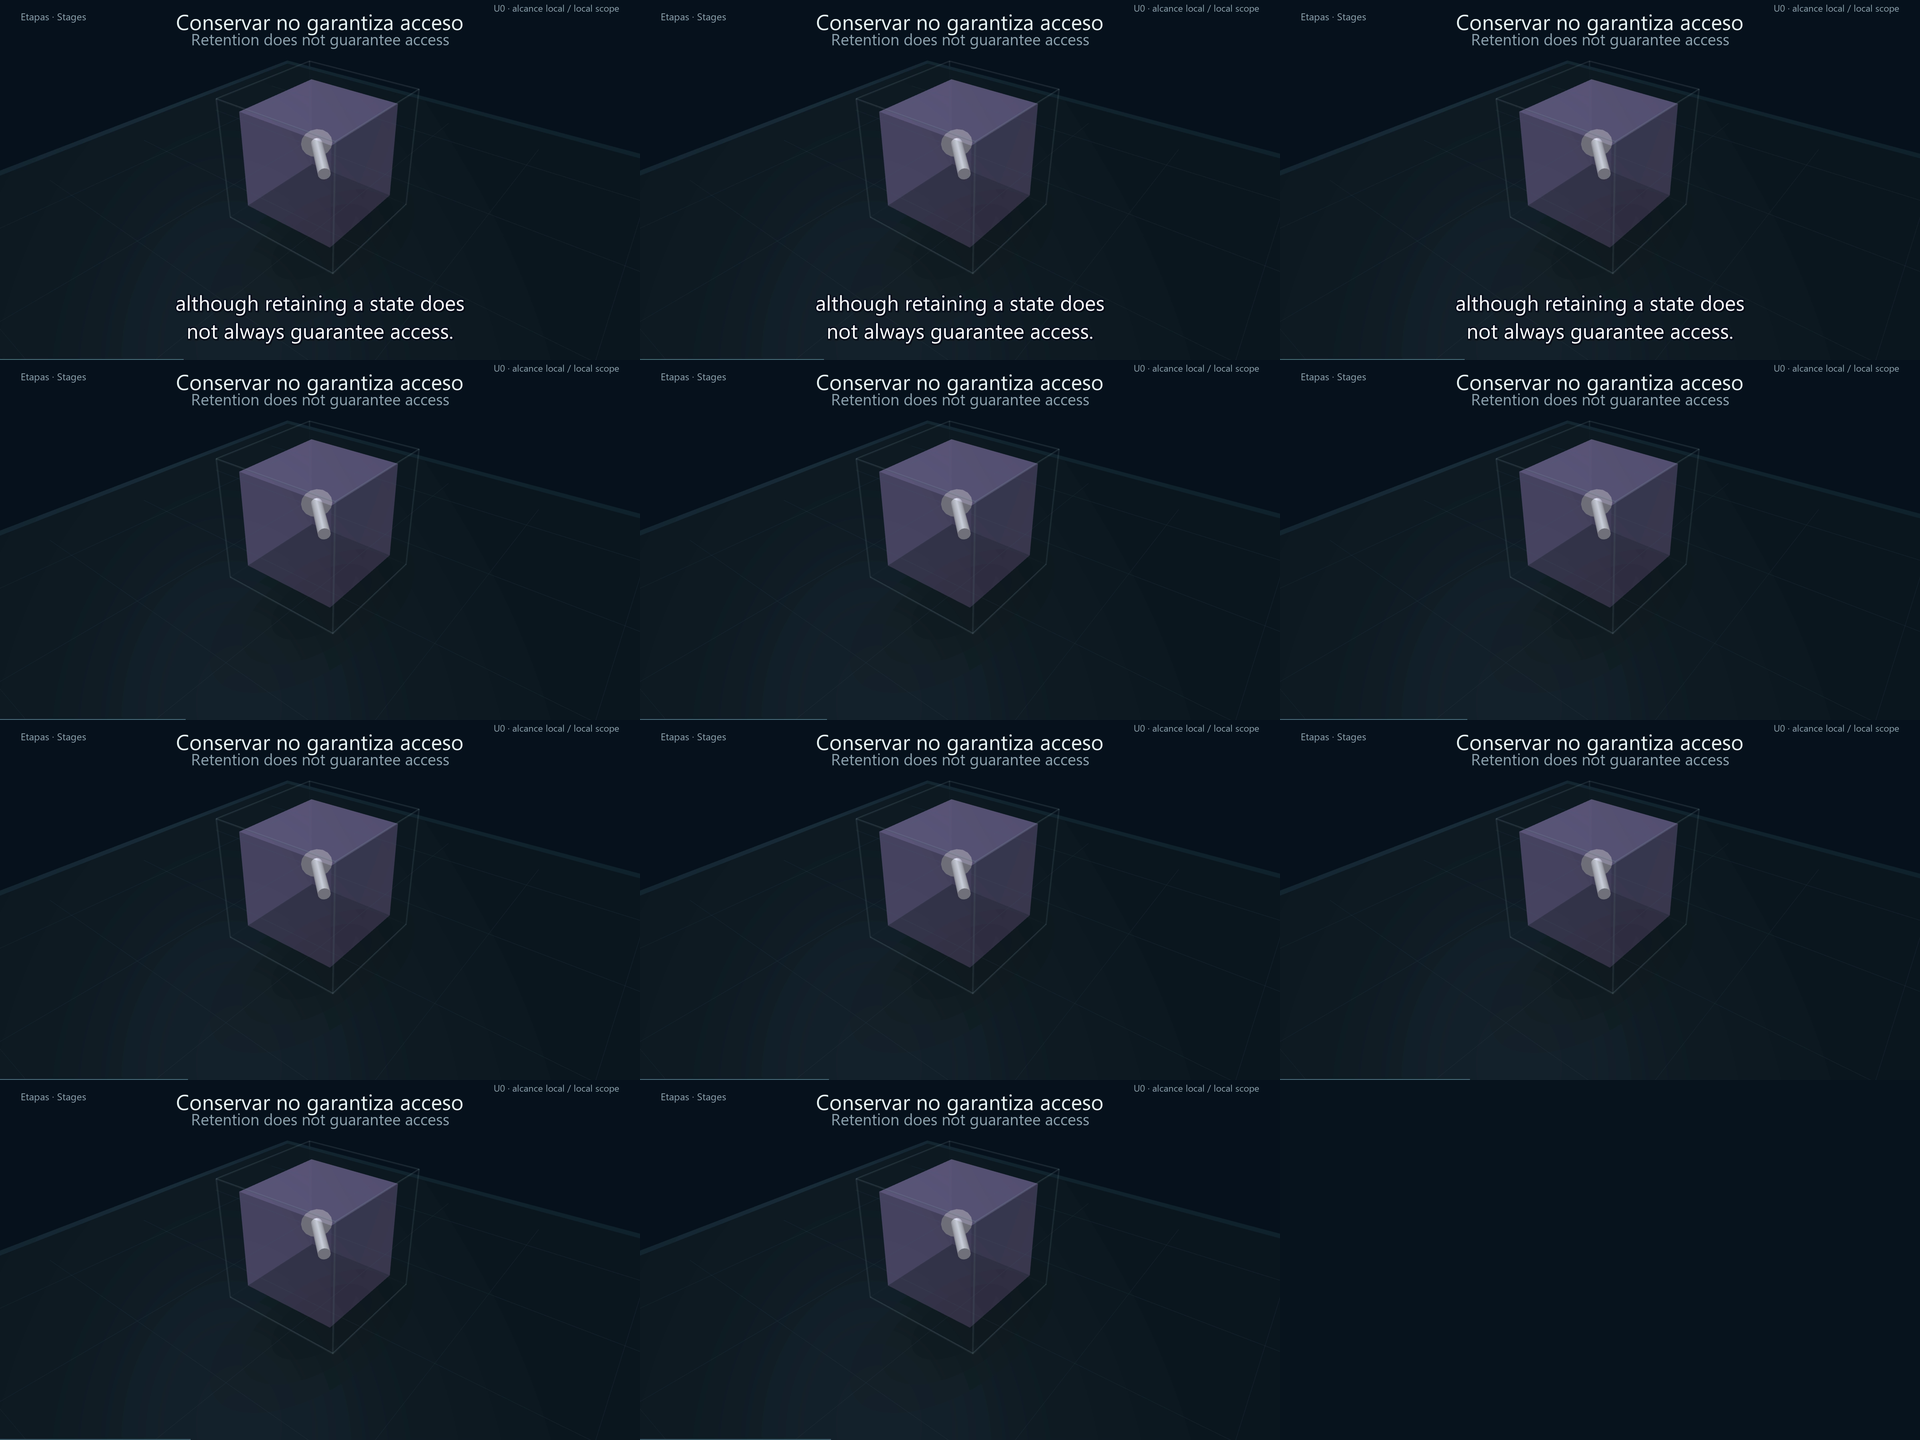 Etapas · Stages
U0 · alcance local / local scope
Conservar no garantiza acceso
Retention does not guarantee access
although retaining a state does
not always guarantee access.
Etapas · Stages
U0 · alcance local / local scope
Conservar no garantiza acceso
Retention does not guarantee access
although retaining a state does
not always guarantee access.
Etapas · Stages
U0 · alcance local / local scope
Conservar no garantiza acceso
Retention does not guarantee access
although retaining a state does
not always guarantee access.
Etapas · Stages
U0 · alcance local / local scope
Conservar no garantiza acceso
Retention does not guarantee access
Etapas · Stages
U0 · alcance local / local scope
Conservar no garantiza acceso
Retention does not guarantee access
Etapas · Stages
U0 · alcance local / local scope
Conservar no garantiza acceso
Retention does not guarantee access
Etapas · Stages
U0 · alcance local / local scope
Conservar no garantiza acceso
Retention does not guarantee access
Etapas · Stages
U0 · alcance local / local scope
Conservar no garantiza acceso
Retention does not guarantee access
Etapas · Stages
U0 · alcance local / local scope
Conservar no garantiza acceso
Retention does not guarantee access
Etapas · Stages
U0 · alcance local / local scope
Conservar no garantiza acceso
Retention does not guarantee access
Etapas · Stages
U0 · alcance local / local scope
Conservar no garantiza acceso
Retention does not guarantee access